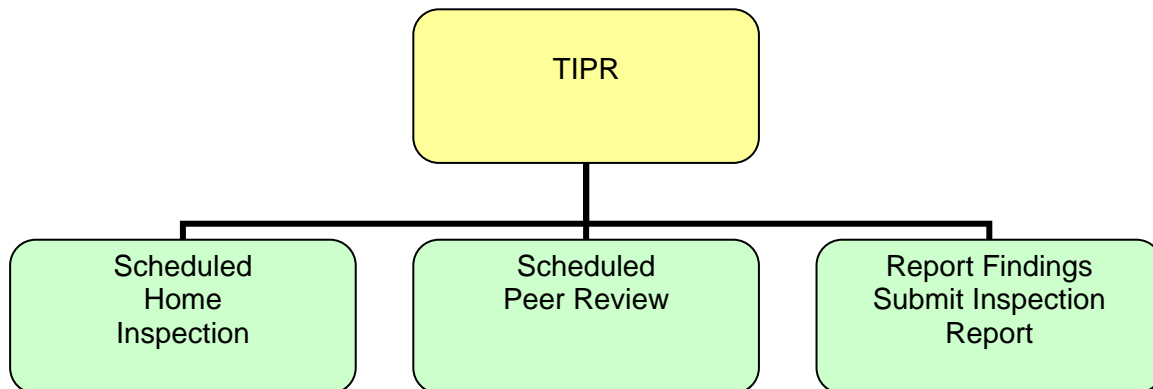 TIPR
Scheduled
Home
Inspection
Scheduled
Peer Review
Report Findings
Submit Inspection
Report